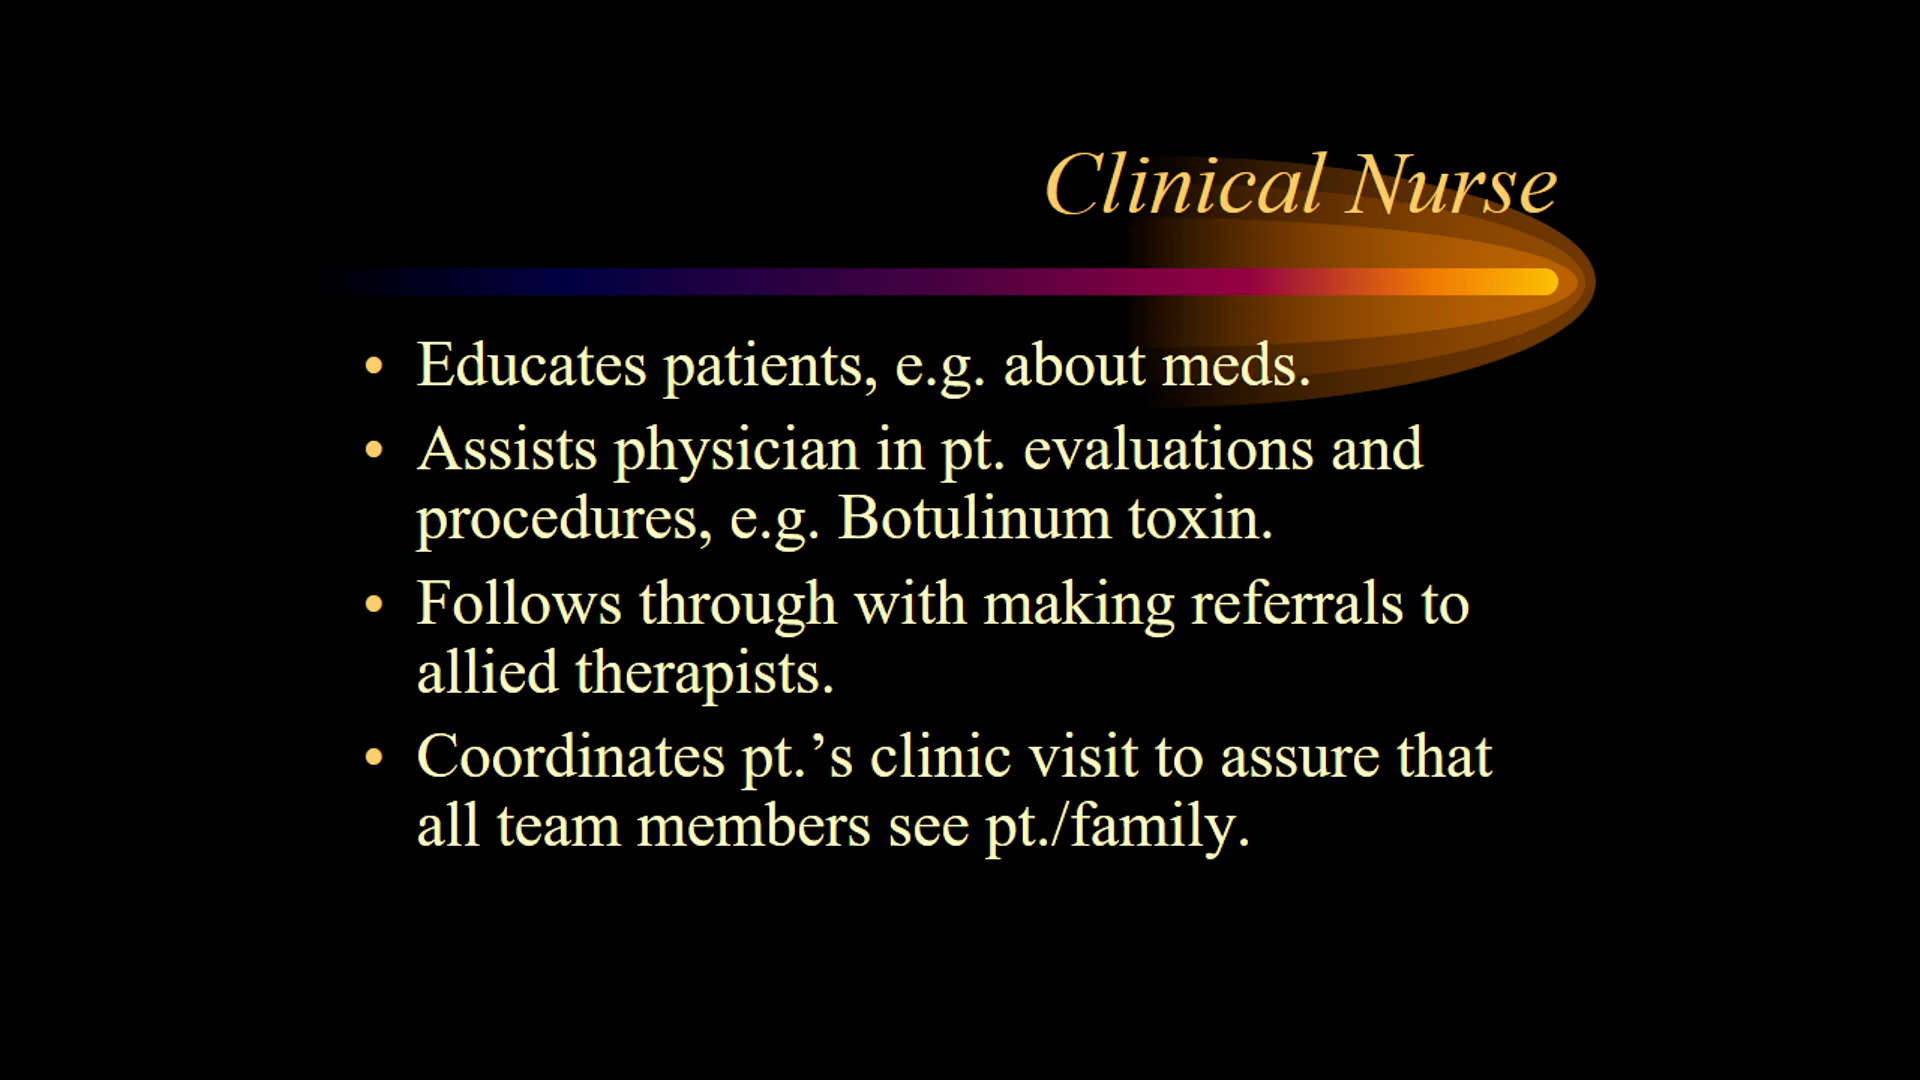 Clinical Nurse
• Educates patients, e.g. about meds.
• Assists physician in pt. evaluations and
procedures, e.g. Botulinum toxin.
• Follows through with making referrals to
allied therapists.
• Coordinates pt.’s clinic visit to assure that
all team members see pt./family.